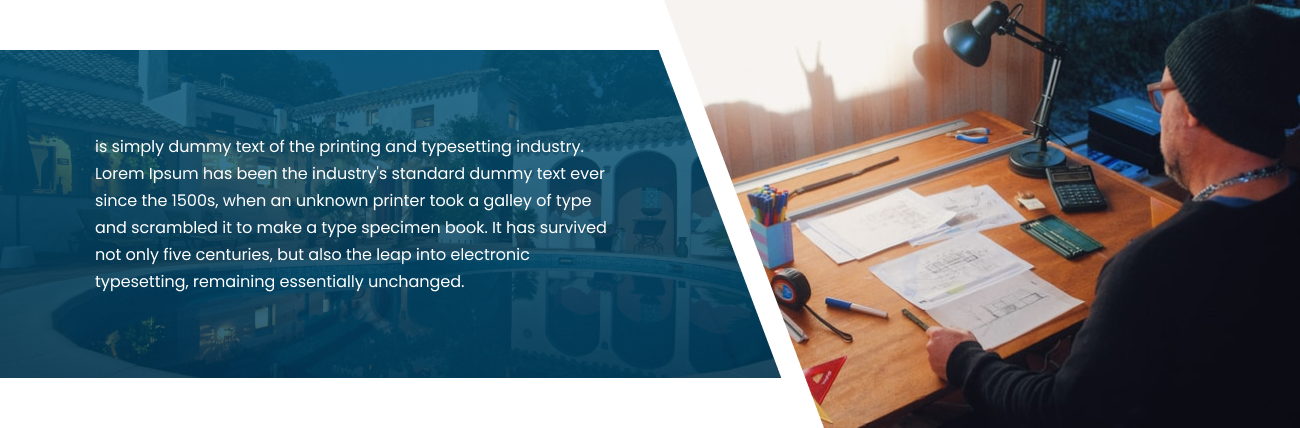 is simply dummy text of the printing and typesetting industry.
Lorem Ipsum has been the industry's standard dummy text ever
since the 1500s, when an unknown printer took a galley of type
and scrambled it to make a type specimen book. It has survived
not only five centuries, but also the leap into electronic
typesetting, remaining essentially unchanged.